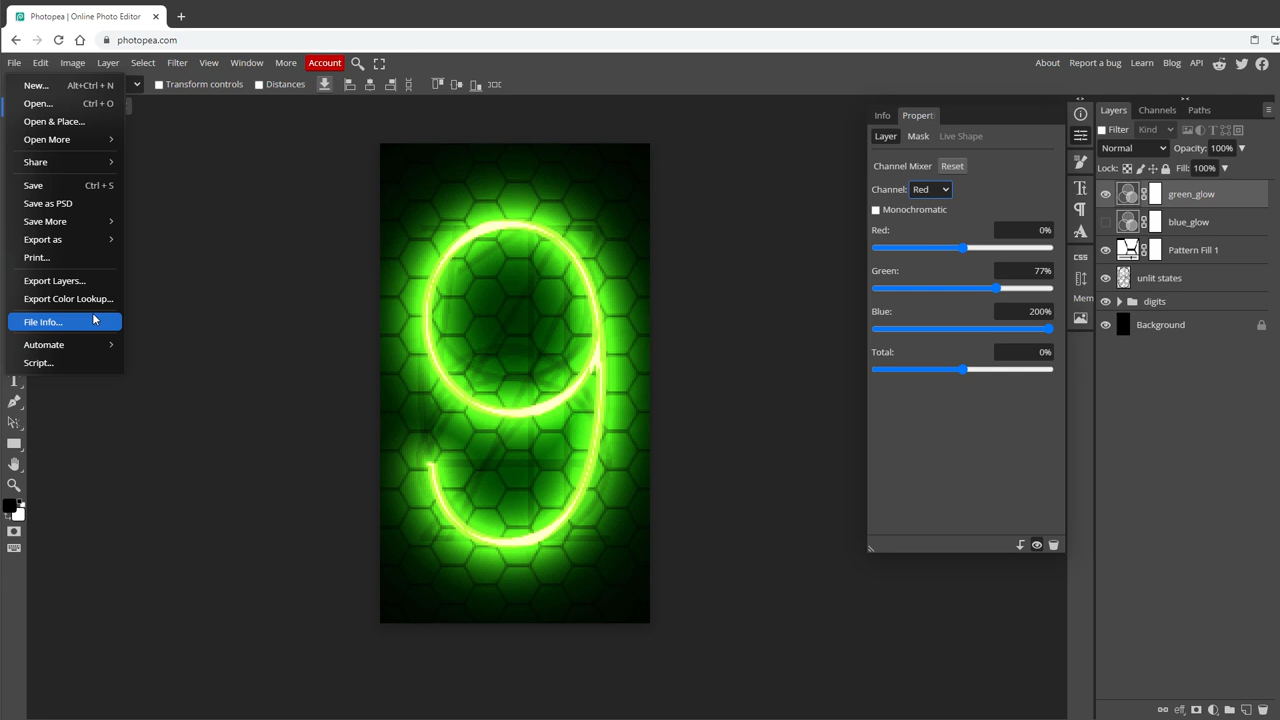 Photopea | Online Photo Editor
photopea.com
File Edit Image Layer Select Filter View Window More Account
About Report a bug Learn Blog API
Transform controls Distances
New... Alt+Ctrl + N
Open... Ctrl + O
Open & Place...
Open More
Share
Save Ctrl + S
Save as PSD
Save More
Export as
Print...
Export Layers...
Export Color Lookup...
File Info...
Automate
Script...
9
Info Properti
Layer Mask Live Shape
Channel Mixer Reset
Channel: Red
Monochromatic
Red: 0%
Green: 77%
Blue: 200%
Total: 0%
CSS
Mem
Layers Channels Paths
Filter Kind
Normal Opacity: 100%
Lock: Fill: 100%
green_glow
blue_glow
Pattern Fill 1
unlit states
digits
Background
eff